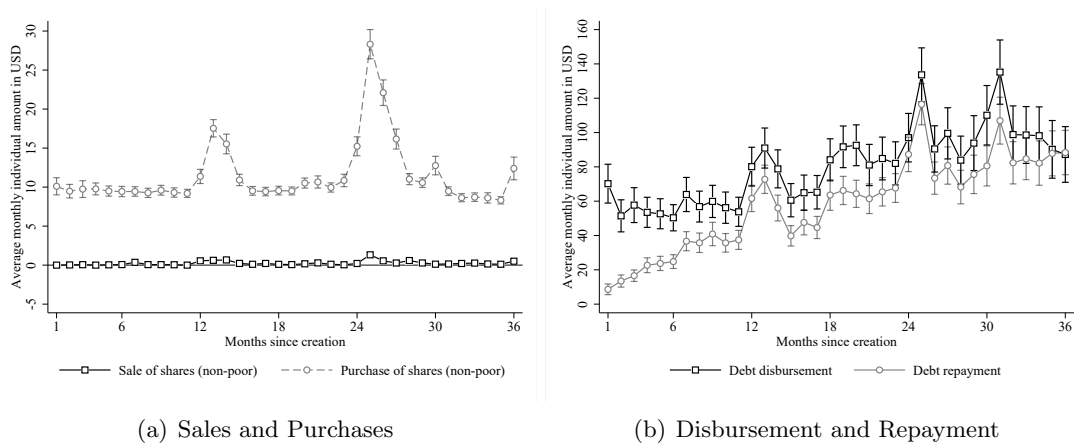 Average monthly individual amount in USD
30
25
20
15
10
5
0
-5
1 6 12 18 24 30 36
Months since creation
Sale of shares (non-poor) Purchase of shares (non-poor)
(a) Sales and Purchases
Average monthly individual amount in USD
160
140
120
100
80
60
40
20
0
1 6 12 18 24 30 36
Months since creation
Debt disbursement Debt repayment
(b) Disbursement and Repayment